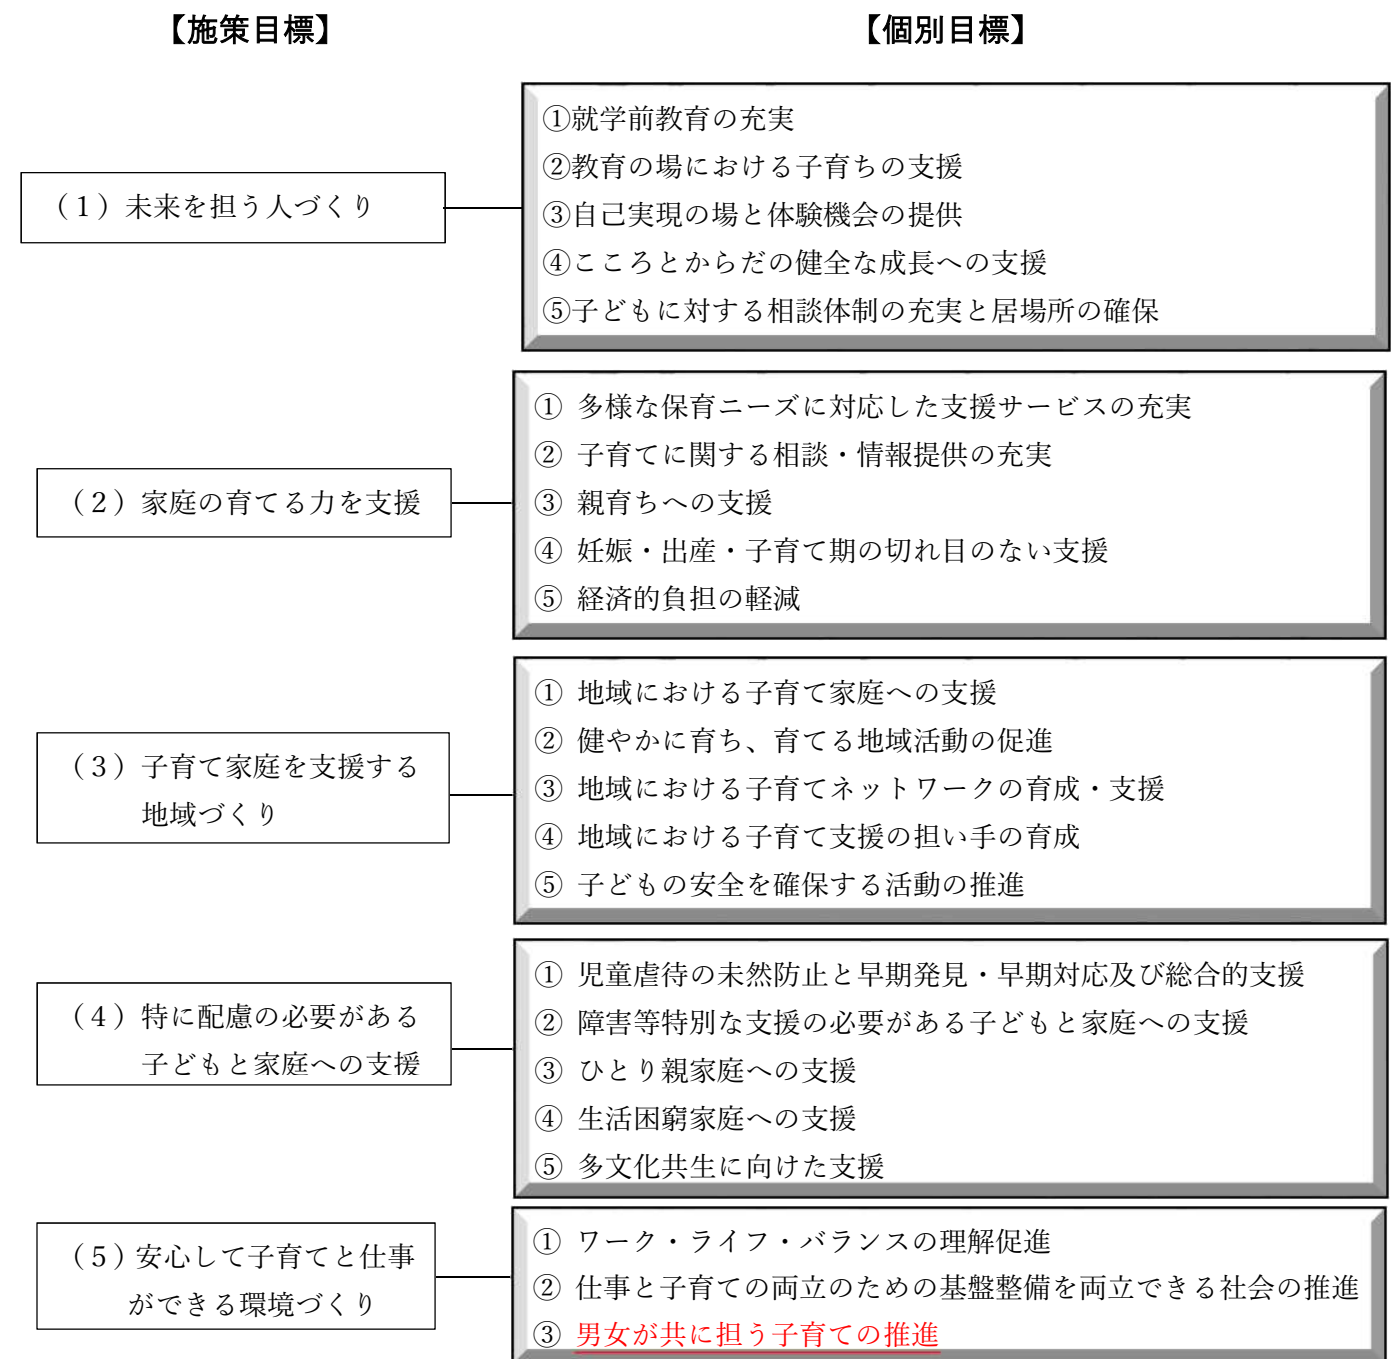 【施策目標】
【個別目標】
（１）未来を担う人づくり
①就学前教育の充実
②教育の場における子育ちの支援
③自己実現の場と体験機会の提供
④こころとからだの健全な成長への支援
⑤子どもに対する相談体制の充実と居場所の確保
（２）家庭の育てる力を支援
① 多様な保育ニーズに対応した支援サービスの充実
② 子育てに関する相談・情報提供の充実
③ 親育ちへの支援
④ 妊娠・出産・子育て期の切れ目のない支援
⑤ 経済的負担の軽減
（３）子育て家庭を支援する
地域づくり
① 地域における子育て家庭への支援
② 健やかに育ち、育てる地域活動の促進
③ 地域における子育てネットワークの育成・支援
④ 地域における子育て支援の担い手の育成
⑤ 子どもの安全を確保する活動の推進
（４）特に配慮の必要がある
子どもと家庭への支援
① 児童虐待の未然防止と早期発見・早期対応及び総合的支援
② 障害等特別な支援の必要がある子どもと家庭への支援
③ ひとり親家庭への支援
④ 生活困窮家庭への支援
⑤ 多文化共生に向けた支援
（５）安心して子育てと仕事
ができる環境づくり
① ワーク・ライフ・バランスの理解促進
② 仕事と子育ての両立のための基盤整備を両立できる社会の推進
③ 男女が共に担う子育ての推進